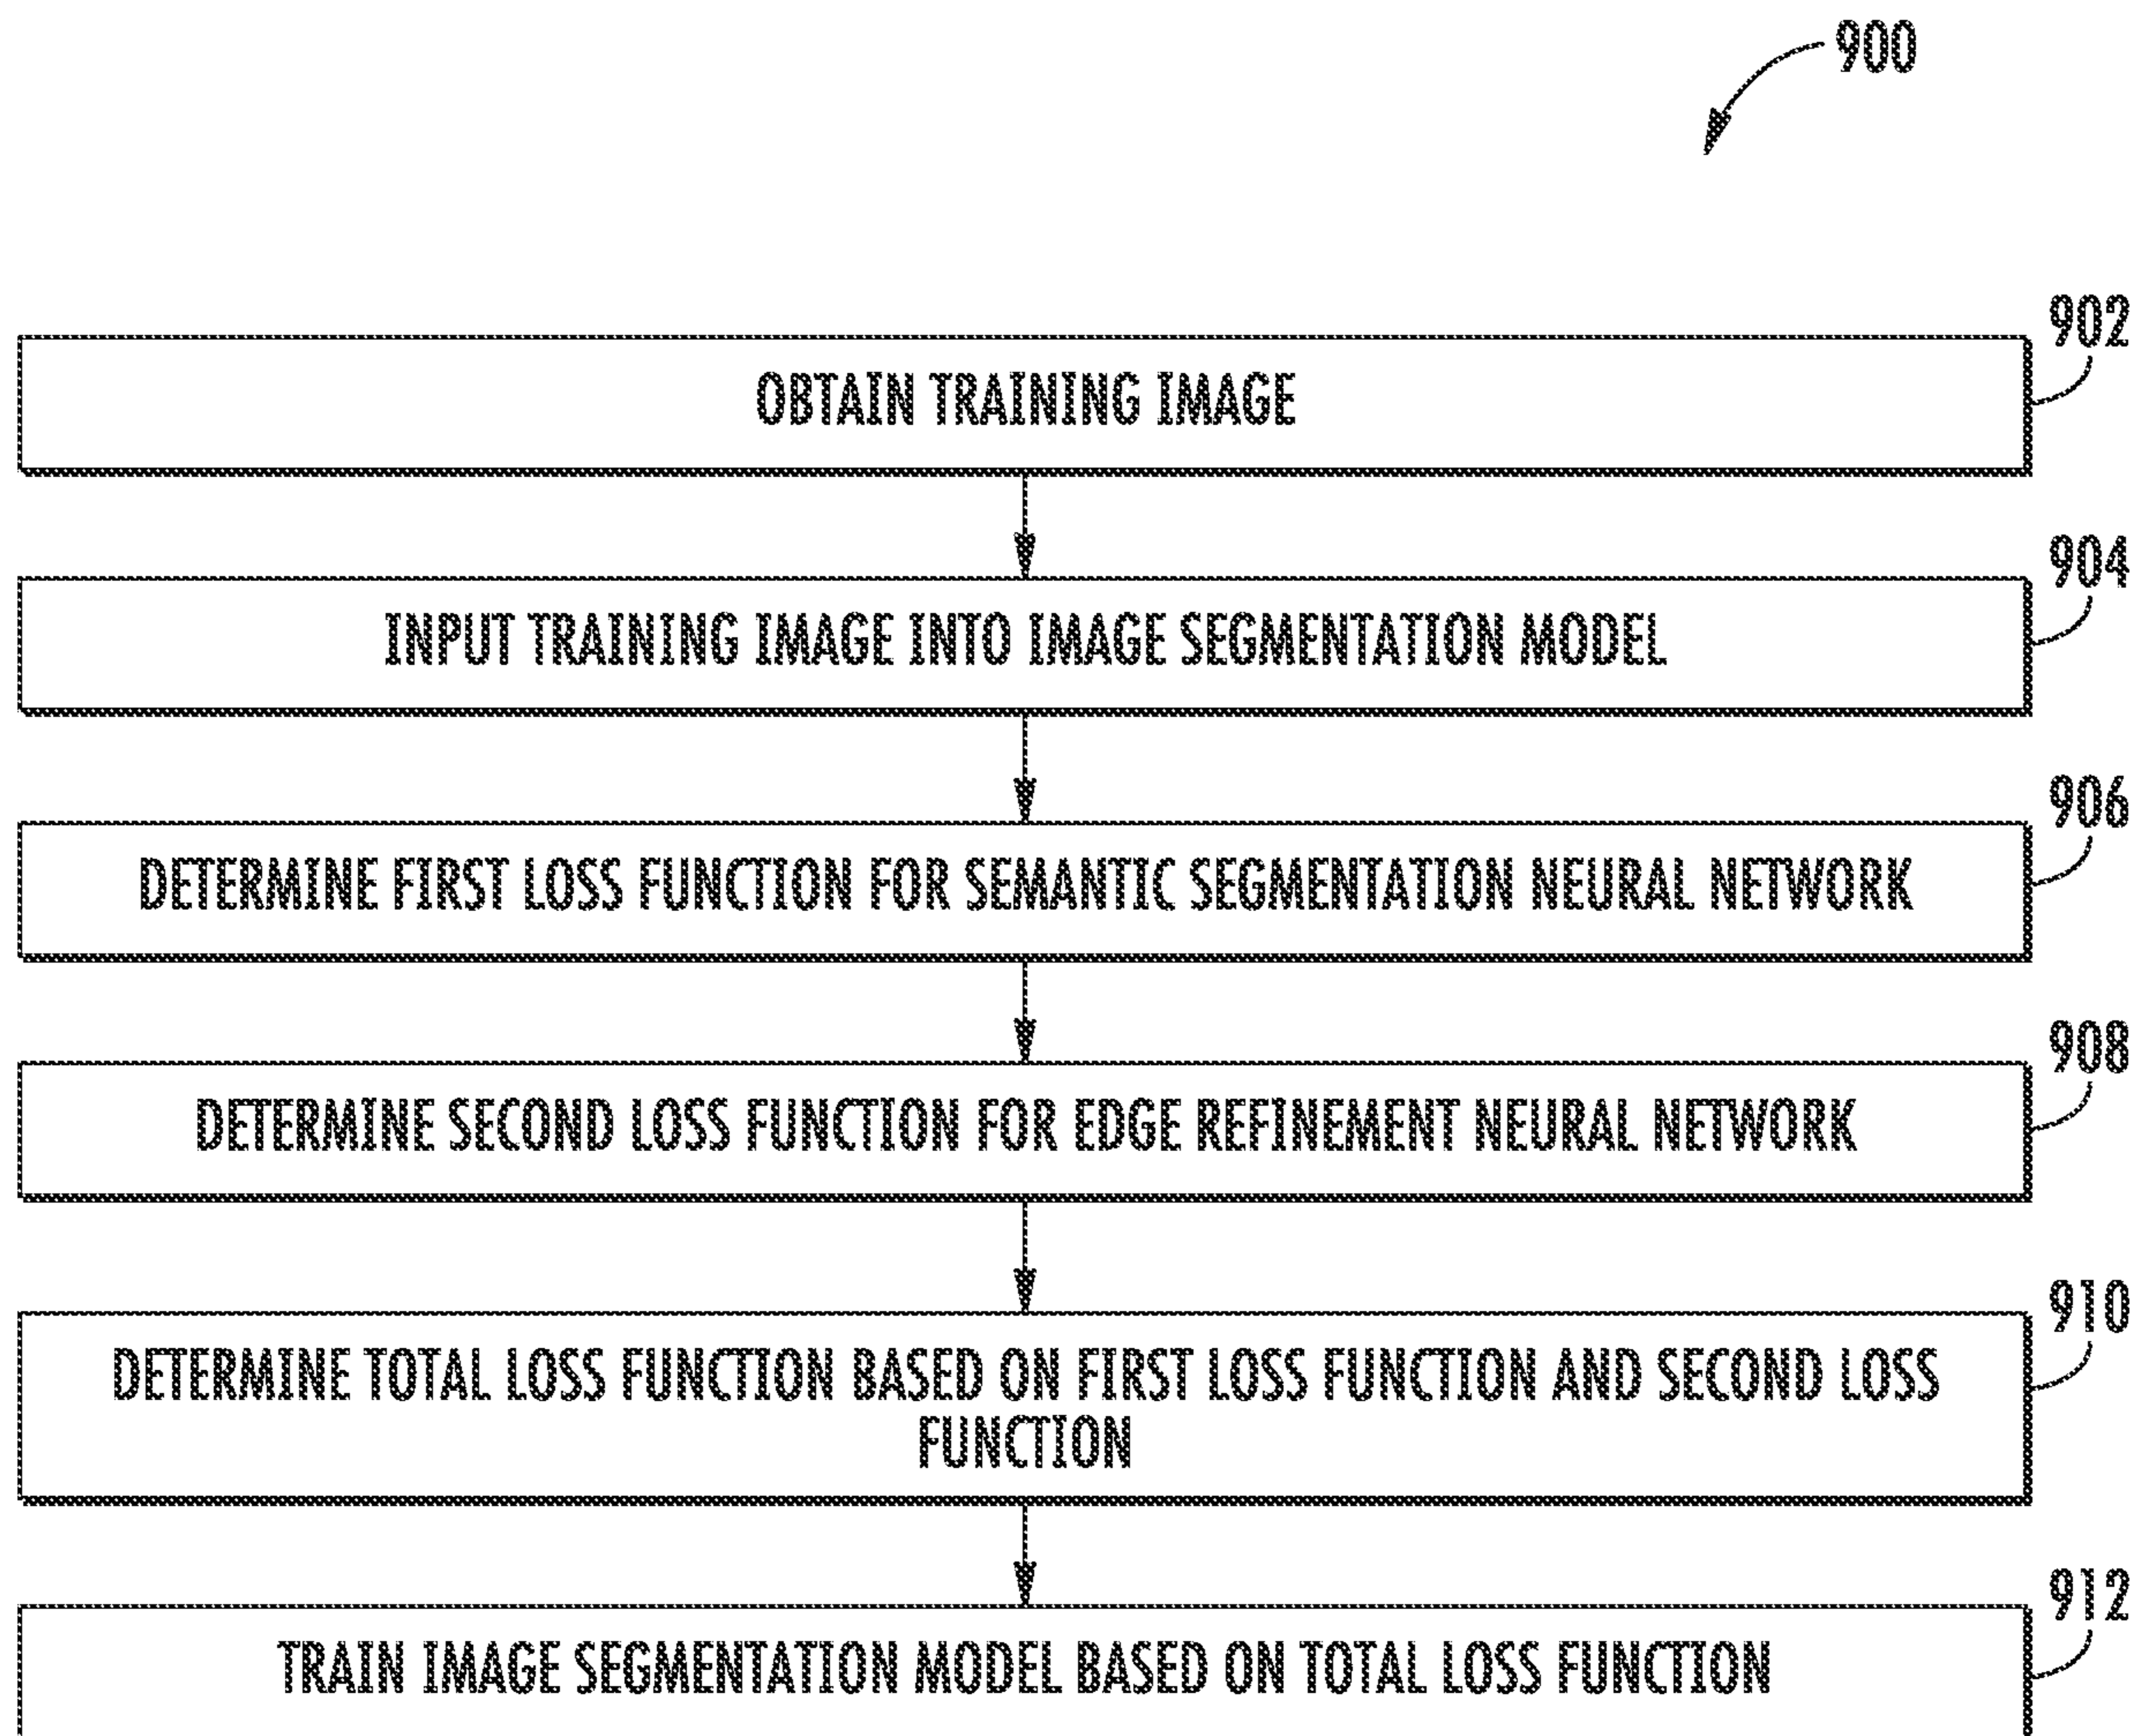 900
902
OBTAIN TRAINING IMAGE
904
INPUT TRAINING IMAGE INTO IMAGE SEGMENTATION MODEL
906
DETERMINE FIRST LOSS FUNCTION FOR SEMANTIC SEGMENTATION NEURAL NETWORK
908
DETERMINE SECOND LOSS FUNCTION FOR EDGE REFINEMENT NEURAL NETWORK
910
DETERMINE TOTAL LOSS FUNCTION BASED ON FIRST LOSS FUNCTION AND SECOND LOSS
FUNCTION
912
TRAIN IMAGE SEGMENTATION MODEL BASED ON TOTAL LOSS FUNCTION